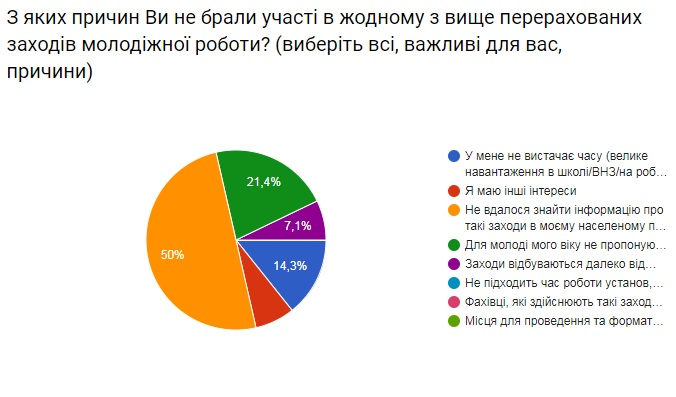 З яких причин Ви не брали участі в жодному з вище перерахованих
заходів молодіжної роботи? (виберіть всі, важливі для вас,
причини)
21,4%
7,1%
50%
14,3%
У мене не вистачає часу (велике
навантаження в школі/ВНЗ/на роб…
Я маю інші інтереси
Не вдалося знайти інформацію про
такі заходи в моєму населеному п…
Для молоді мого віку не пропоную…
Заходи відбуваються далеко від…
Не підходить час роботи установ,…
Фахівці, які здійснюють такі заход…
Місця для проведення та формат…